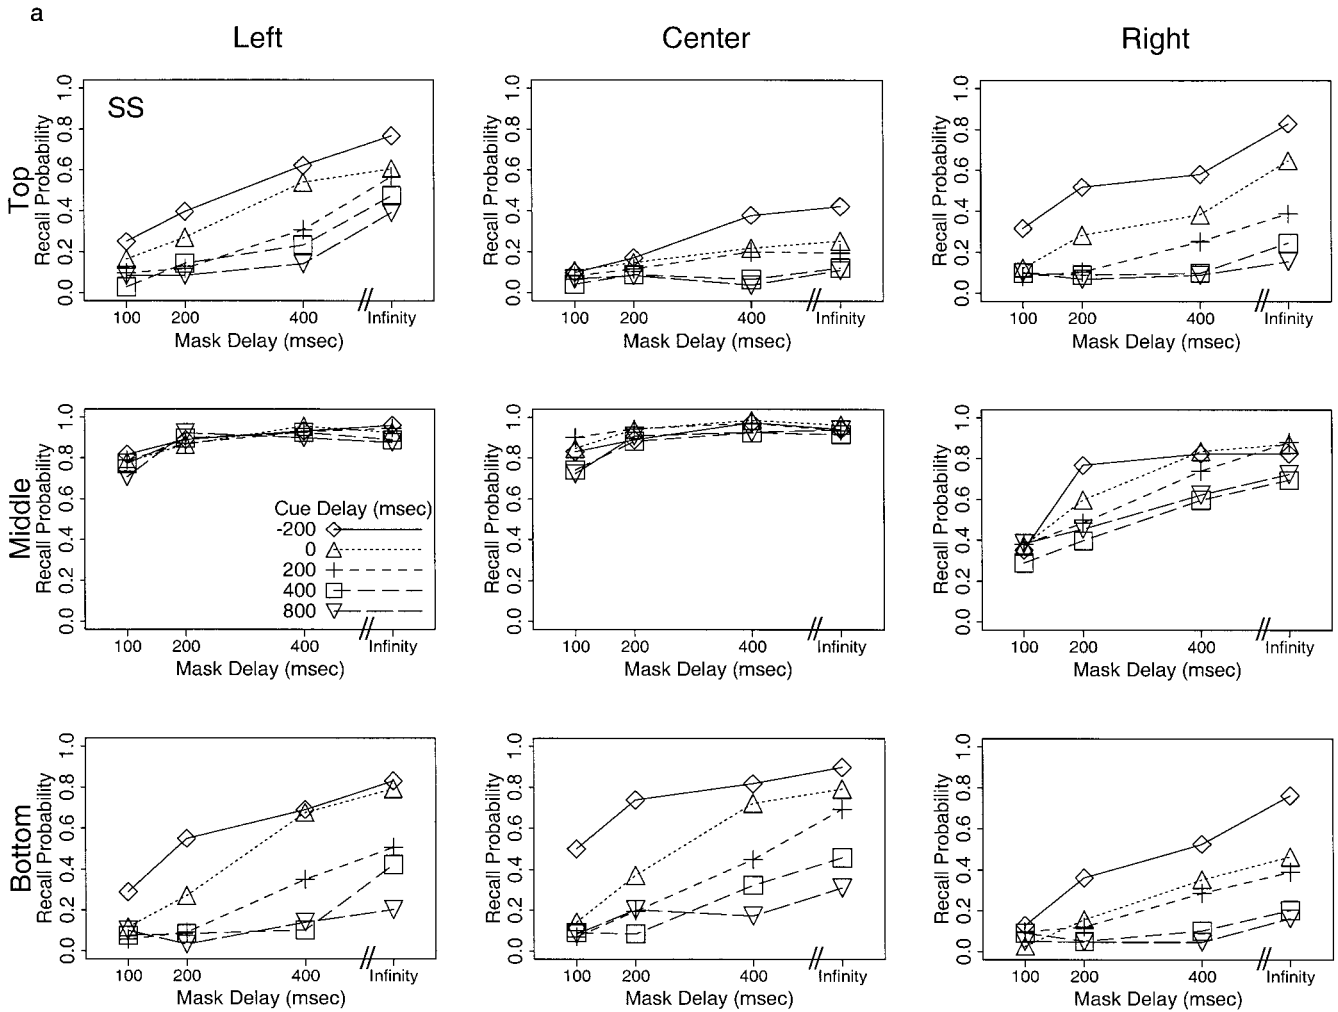 a
Left
Center
Right
Top
Recall Probability
0.0 0.2 0.4 0.6 0.8 1.0
SS
100 200 400 Infinity
Mask Delay (msec)
Recall Probability
0.0 0.2 0.4 0.6 0.8 1.0
100 200 400 Infinity
Mask Delay (msec)
Recall Probability
0.0 0.2 0.4 0.6 0.8 1.0
100 200 400 Infinity
Mask Delay (msec)
Middle
Recall Probability
0.0 0.2 0.4 0.6 0.8 1.0
Cue Delay (msec)
-200
0
200
400
800
100 200 400 Infinity
Mask Delay (msec)
Recall Probability
0.0 0.2 0.4 0.6 0.8 1.0
100 200 400 Infinity
Mask Delay (msec)
Recall Probability
0.0 0.2 0.4 0.6 0.8 1.0
100 200 400 Infinity
Mask Delay (msec)
Bottom
Recall Probability
0.0 0.2 0.4 0.6 0.8 1.0
100 200 400 Infinity
Mask Delay (msec)
Recall Probability
0.0 0.2 0.4 0.6 0.8 1.0
100 200 400 Infinity
Mask Delay (msec)
Recall Probability
0.0 0.2 0.4 0.6 0.8 1.0
100 200 400 Infinity
Mask Delay (msec)